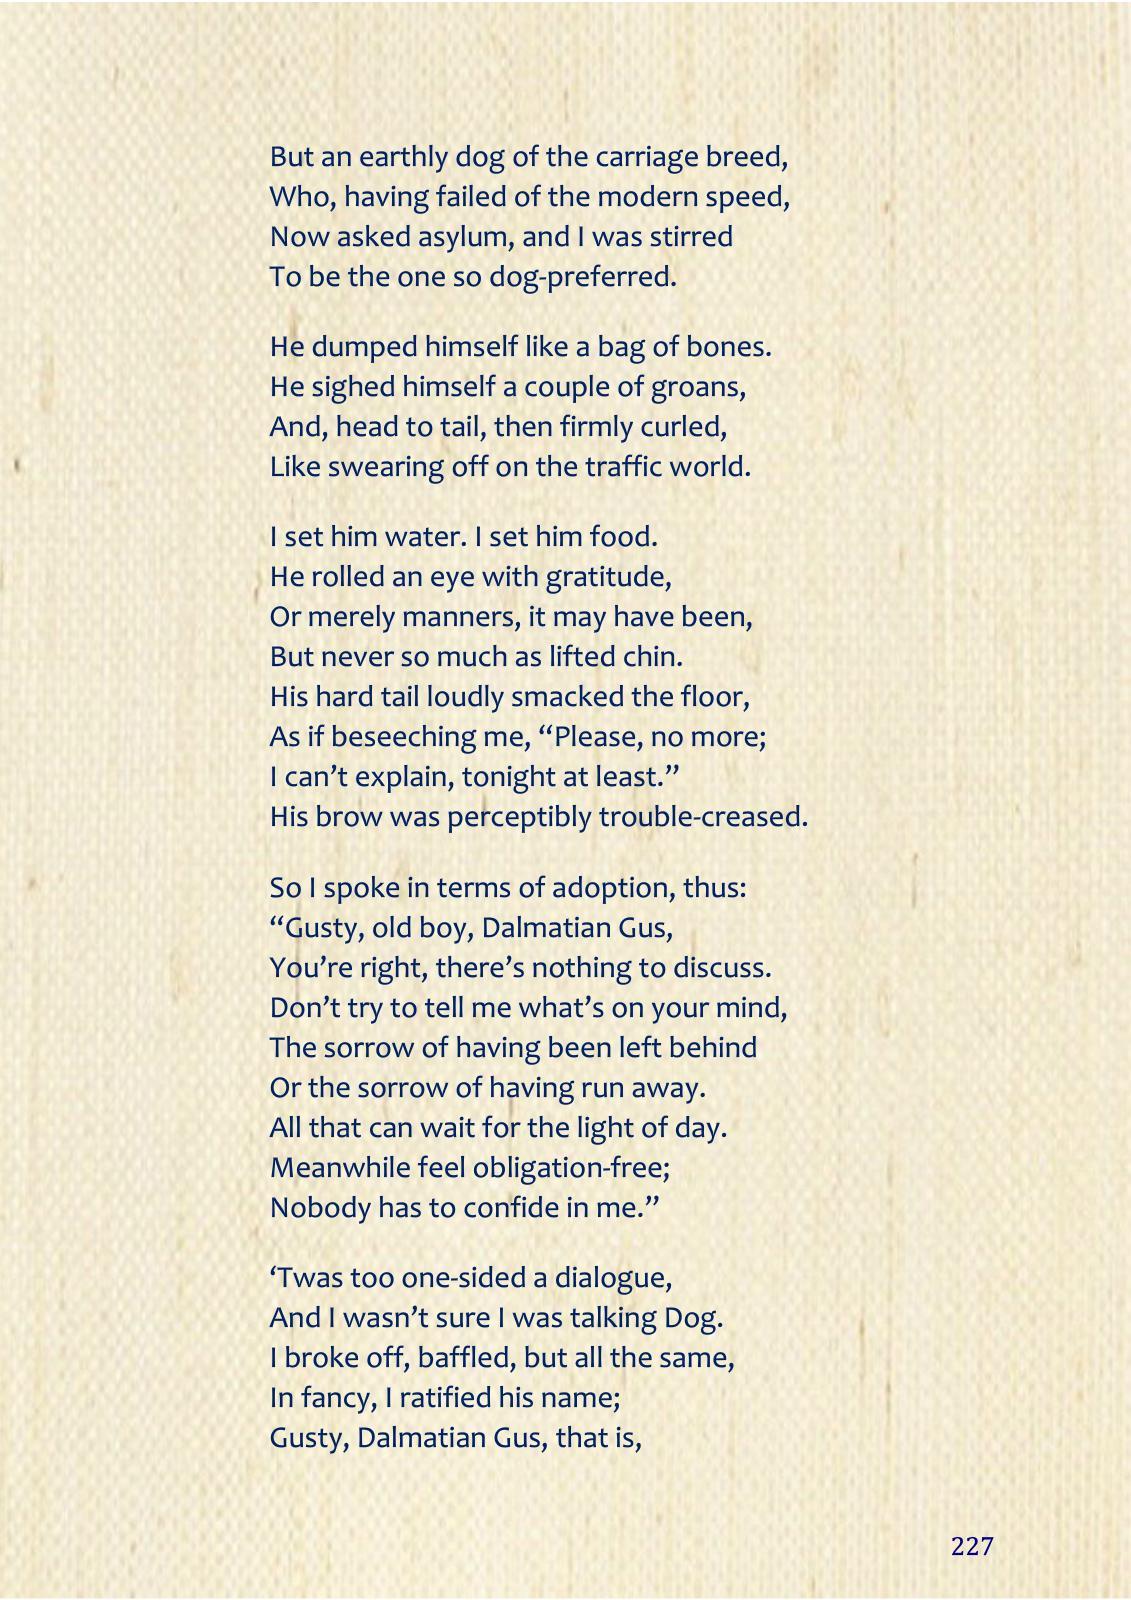 But an earthly dog of the carriage breed,
Who, having failed of the modern speed,
Now asked asylum, and I was stirred
To be the one so dog-preferred.
He dumped himself like a bag of bones.
He sighed himself a couple of groans,
And, head to tail, then firmly curled,
Like swearing off on the traffic world.
I set him water. I set him food.
He rolled an eye with gratitude,
Or merely manners, it may have been,
But never so much as lifted chin.
His hard tail loudly smacked the floor,
As if beseeching me, “Please, no more;
I can’t explain, tonight at least.”
His brow was perceptibly trouble-creased.
So I spoke in terms of adoption, thus:
“Gusty, old boy, Dalmatian Gus,
You’re right, there’s nothing to discuss.
Don’t try to tell me what’s on your mind,
The sorrow of having been left behind
Or the sorrow of having run away.
All that can wait for the light of day.
Meanwhile feel obligation-free;
Nobody has to confide in me.”
‘Twas too one-sided a dialogue,
And I wasn’t sure I was talking Dog.
I broke off, baffled, but all the same,
In fancy, I ratified his name;
Gusty, Dalmatian Gus, that is,
227